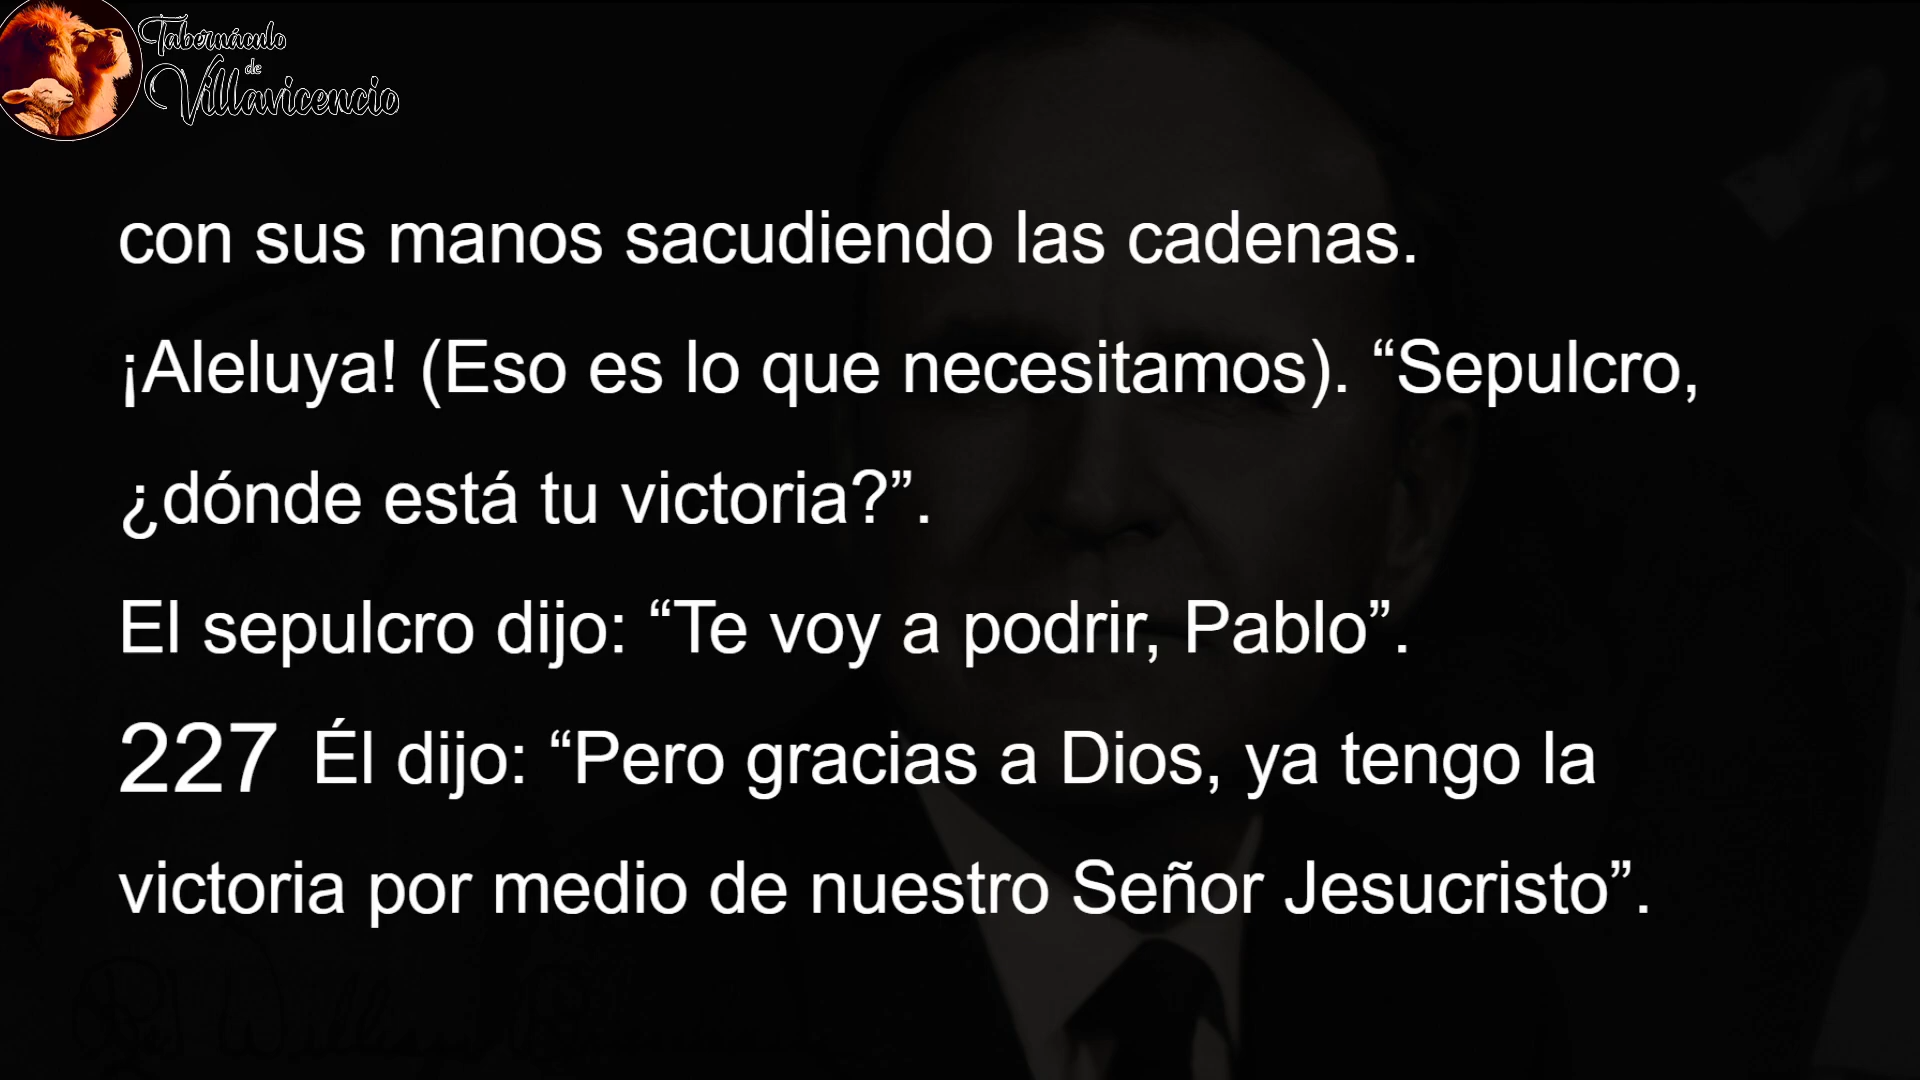 Tabernáculo
de
Villavicencio
con sus manos sacudiendo las cadenas.
¡Aleluya! (Eso es lo que necesitamos). “Sepulcro,
¿dónde está tu victoria?”.
El sepulcro dijo: “Te voy a podrir, Pablo”.
227 Él dijo: “Pero gracias a Dios, ya tengo la
victoria por medio de nuestro Señor Jesucristo”.